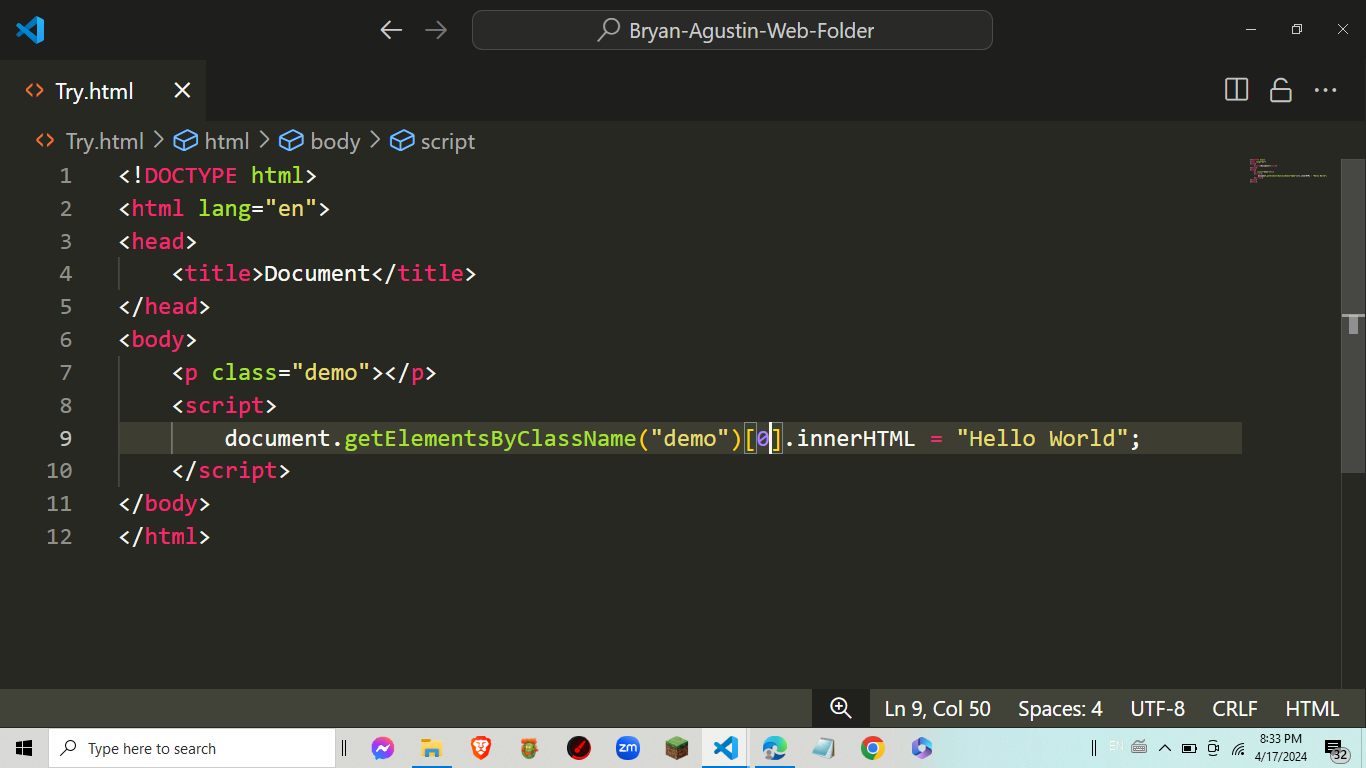 Bryan-Agustin-Web-Folder
Try.html
Try.html > html > body > script
1 <!DOCTYPE html>
2 <html lang="en">
3 <head>
4 <title>Document</title>
5 </head>
6 <body>
7 <p class="demo"></p>
8 <script>
9 document.getElementsByClassName("demo")[0].innerHTML = "Hello World";
10 </script>
11 </body>
12 </html>
Ln 9, Col 50 Spaces: 4 UTF-8 CRLF HTML
Type here to search
zm
EN
8:33 PM
4/17/2024
32